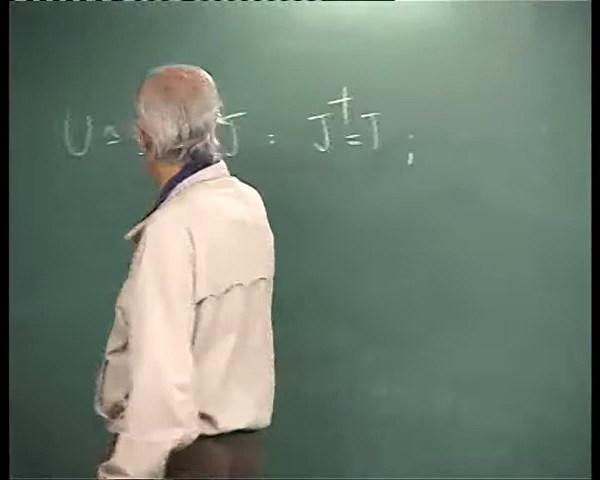 U = J : J† = J ;